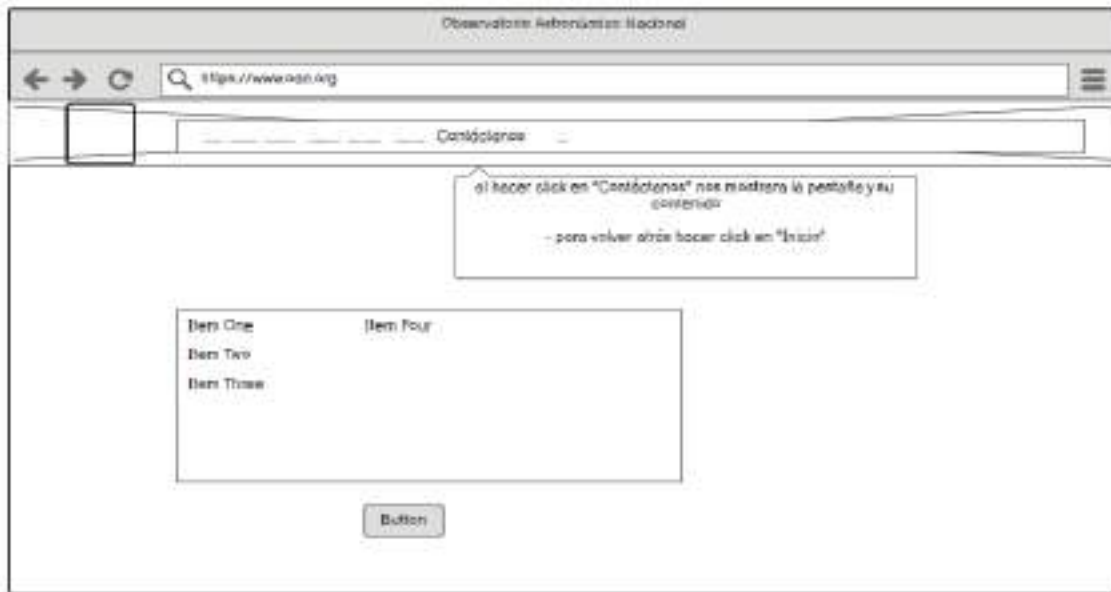 Observatorio Astronómico Nacional
https://www.oan.org
Contáctanos
al hacer click en "Contáctanos" nos mostrara la pestaña y su
contenido
- para volver atrás hacer click en "Inicio"
Item One
Item Four
Item Two
Item Three
Button